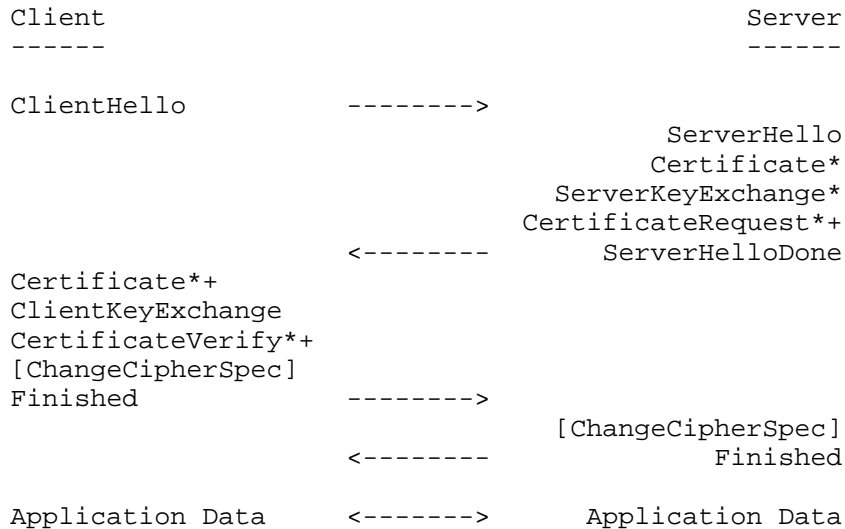 Client                                               Server
------                                               ------

ClientHello          -------->
                                                ServerHello
                                               Certificate*
                                         ServerKeyExchange*
                                       CertificateRequest*+
                     <--------              ServerHelloDone
Certificate*+
ClientKeyExchange
CertificateVerify*+
[ChangeCipherSpec]
Finished             -------->
                                         [ChangeCipherSpec]
                     <--------                     Finished

Application Data     <------->             Application Data